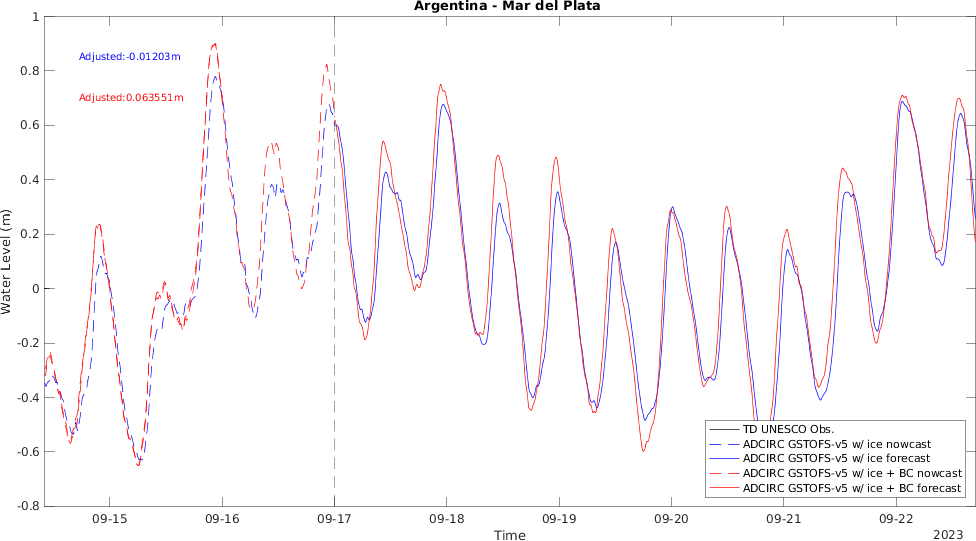 Argentina - Mar del Plata
Adjusted:-0.01203m
Adjusted:0.063551m
Water Level (m)
1
0.8
0.6
0.4
0.2
0
-0.2
-0.4
-0.6
-0.8
TD UNESCO Obs.
ADCIRC GSTOFS-v5 w/ ice nowcast
ADCIRC GSTOFS-v5 w/ ice forecast
ADCIRC GSTOFS-v5 w/ ice + BC nowcast
ADCIRC GSTOFS-v5 w/ ice + BC forecast
09-15 09-16 09-17 09-18 09-19 09-20 09-21 09-22
Time
2023